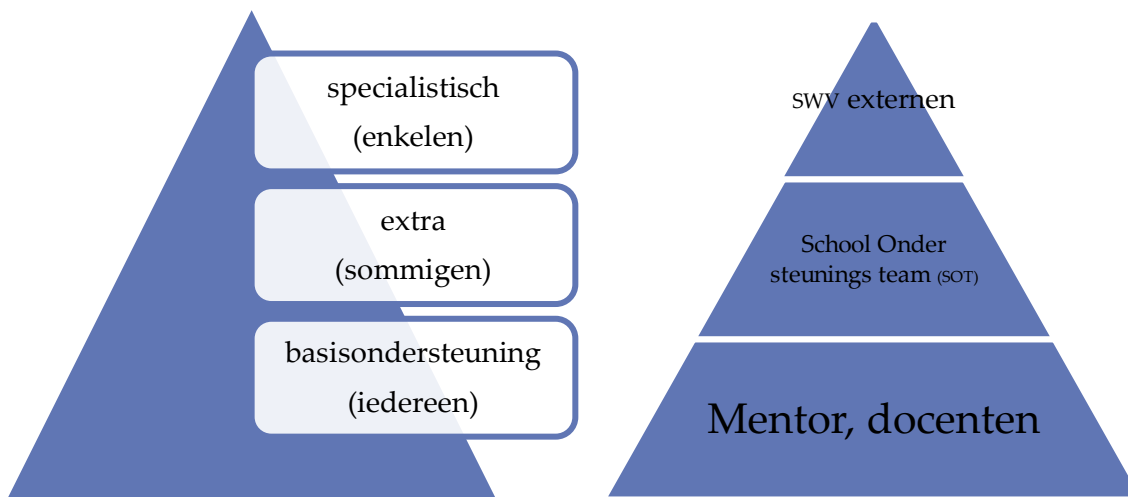 specialistisch
(enkelen)
extra
(sommigen)
basisondersteuning
(iedereen)
SWV externen
School Onder
steunings team (SOT)
Mentor, docenten